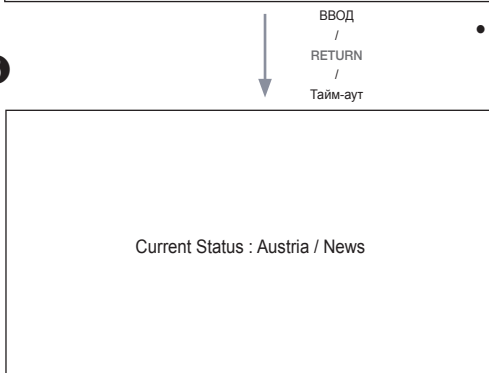 ВВОД
/
RETURN
/
Тайм-аут
Current Status : Austria / News